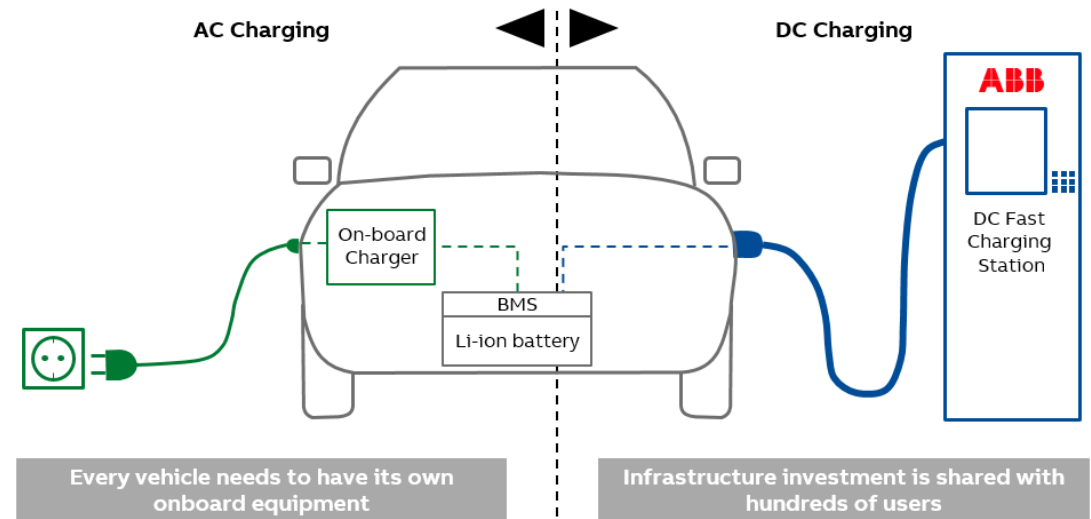 AC Charging
DC Charging
ABB
On-board
Charger
DC Fast
Charging
Station
BMS
Li-ion battery
Every vehicle needs to have its own
onboard equipment
Infrastructure investment is shared with
hundreds of users